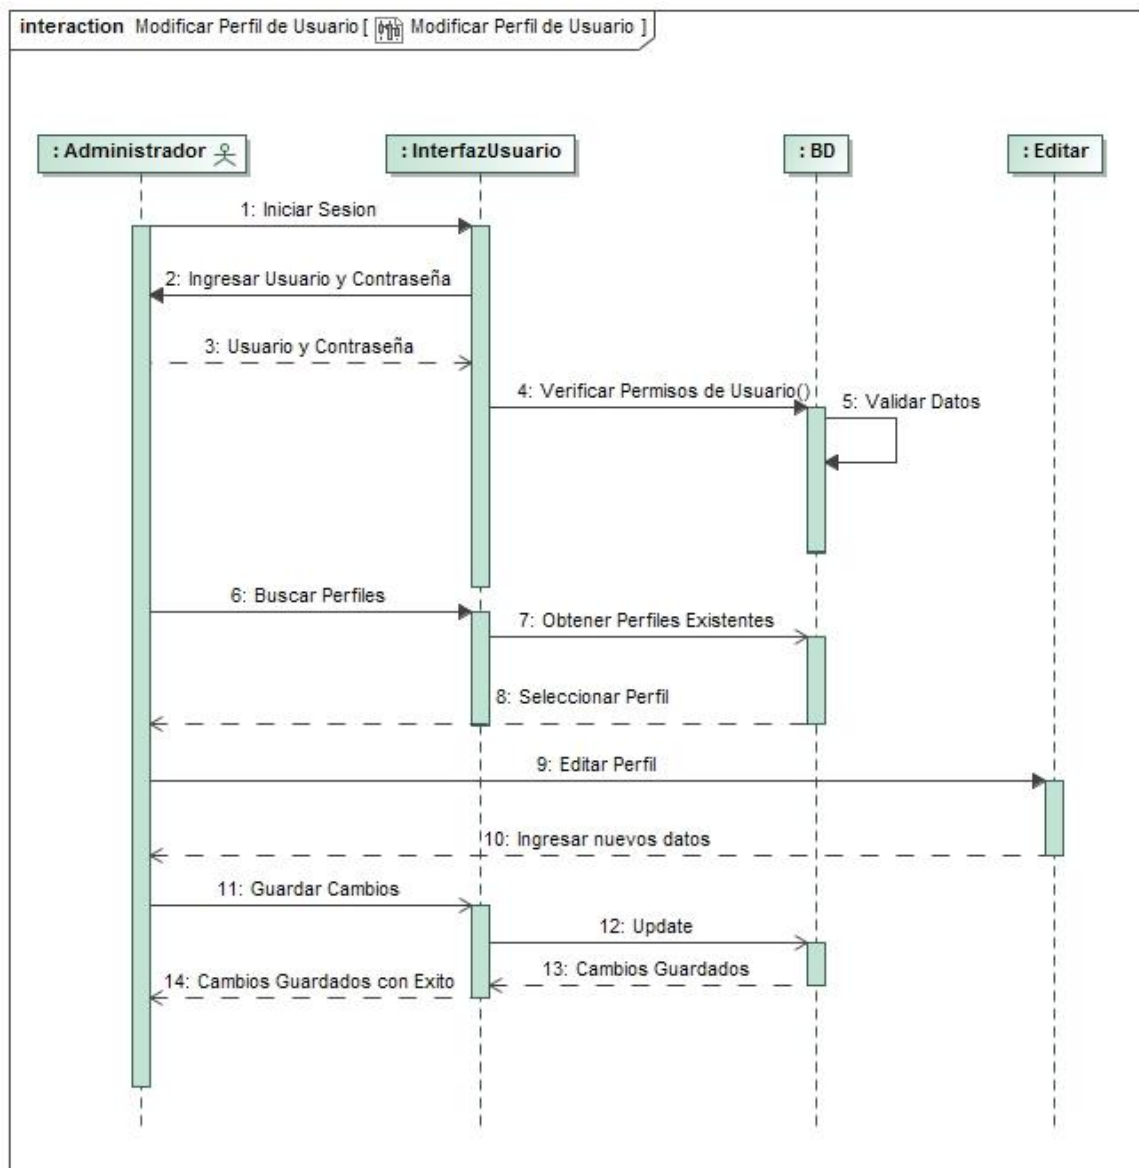 interaction Modificar Perfil de Usuario [ Modificar Perfil de Usuario ]
: Administrador
: InterfazUsuario
: BD
: Editar
1: Iniciar Sesion
2: Ingresar Usuario y Contraseña
3: Usuario y Contraseña
4: Verificar Permisos de Usuario()
5: Validar Datos
6: Buscar Perfiles
7: Obtener Perfiles Existentes
8: Seleccionar Perfil
9: Editar Perfil
10: Ingresar nuevos datos
11: Guardar Cambios
12: Update
13: Cambios Guardados
14: Cambios Guardados con Exito